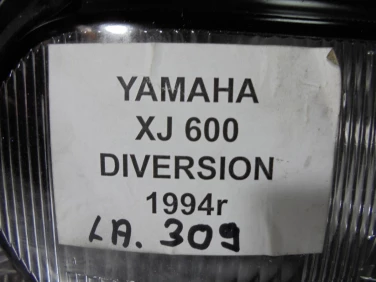 YAMAHA
XJ 600
DIVERSION
1994r
LA. 309